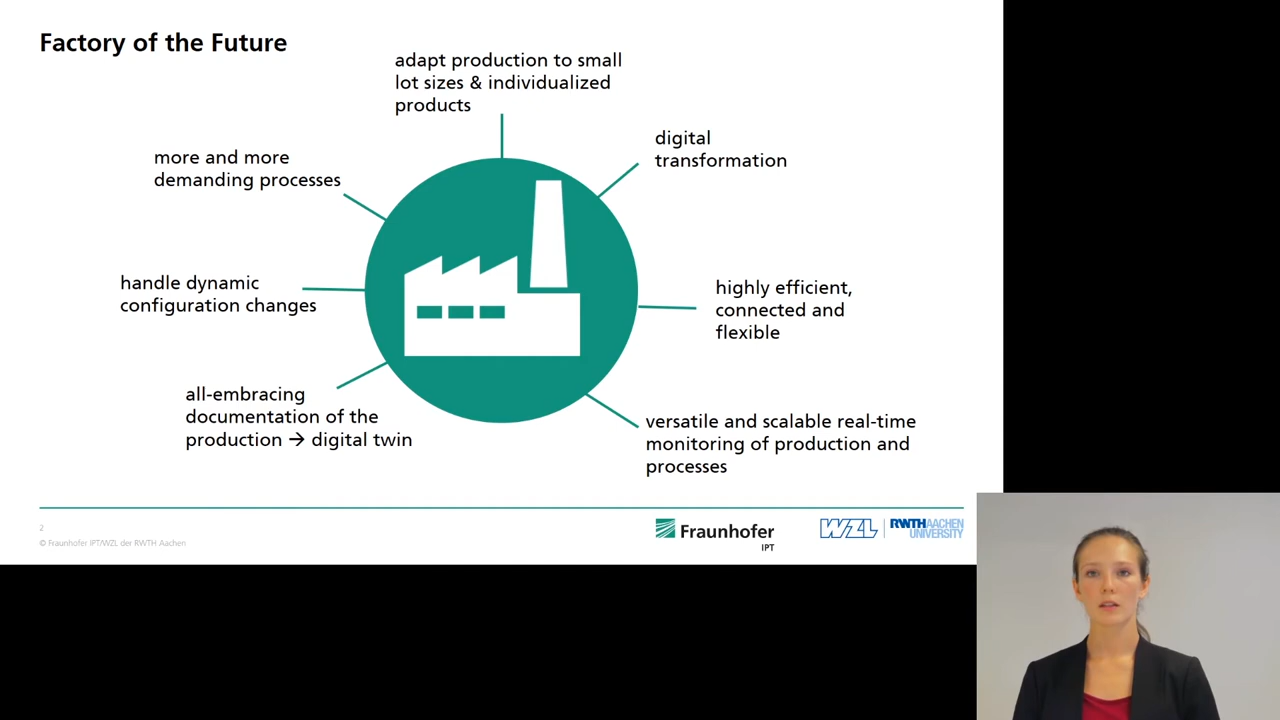 Factory of the Future
adapt production to small
lot sizes & individualized
products
digital
transformation
more and more
demanding processes
handle dynamic
configuration changes
highly efficient,
connected and
flexible
all-embracing
documentation of the
production → digital twin
versatile and scalable real-time
monitoring of production and
processes
2
© Fraunhofer IPT/WZL der RWTH Aachen
Fraunhofer
IPT
WZL
RWTH AACHEN
UNIVERSITY